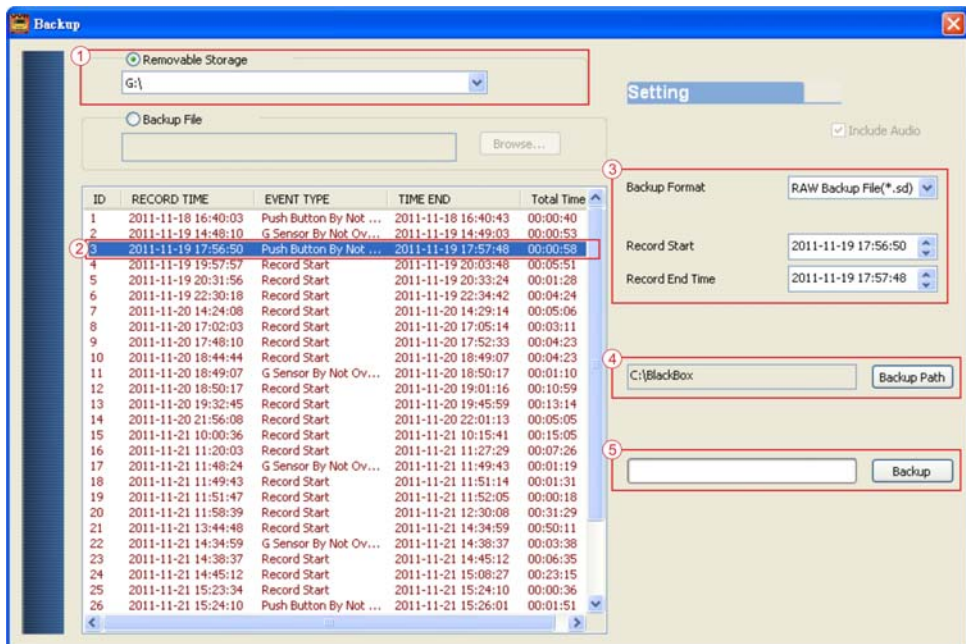 Backup
① Removable Storage
G:\
Backup File
Browse...
ID RECORD TIME EVENT TYPE TIME END Total Time
1 2011-11-18 16:40:03 Push Button By Not ... 2011-11-18 16:40:43 00:00:40
2 2011-11-19 14:48:10 G Sensor By Not Ov... 2011-11-19 14:49:03 00:00:53
② 3 2011-11-19 17:56:50 Push Button By Not ... 2011-11-19 17:57:48 00:00:58
4 2011-11-19 19:57:57 Record Start 2011-11-19 20:03:48 00:05:51
5 2011-11-19 20:31:56 Record Start 2011-11-19 20:33:24 00:01:28
6 2011-11-19 22:30:18 Record Start 2011-11-19 22:34:42 00:04:24
7 2011-11-20 14:24:08 Record Start 2011-11-20 14:29:14 00:05:06
8 2011-11-20 17:02:03 Record Start 2011-11-20 17:05:14 00:03:11
9 2011-11-20 17:48:10 Record Start 2011-11-20 17:52:33 00:04:23
10 2011-11-20 18:44:44 Record Start 2011-11-20 18:49:07 00:04:23
11 2011-11-20 18:49:07 G Sensor By Not Ov... 2011-11-20 18:50:17 00:01:10
12 2011-11-20 18:50:17 Record Start 2011-11-20 19:01:16 00:10:59
13 2011-11-20 19:32:45 Record Start 2011-11-20 19:45:59 00:13:14
14 2011-11-20 21:56:08 Record Start 2011-11-20 22:01:13 00:05:05
15 2011-11-21 10:00:36 Record Start 2011-11-21 10:15:41 00:15:05
16 2011-11-21 11:20:03 Record Start 2011-11-21 11:27:29 00:07:26
17 2011-11-21 11:48:24 G Sensor By Not Ov... 2011-11-21 11:49:43 00:01:19
18 2011-11-21 11:49:43 Record Start 2011-11-21 11:51:14 00:01:31
19 2011-11-21 11:51:47 Record Start 2011-11-21 11:52:05 00:00:18
20 2011-11-21 11:58:39 Record Start 2011-11-21 12:30:08 00:31:29
21 2011-11-21 13:44:48 Record Start 2011-11-21 14:34:59 00:50:11
22 2011-11-21 14:34:59 G Sensor By Not Ov... 2011-11-21 14:38:37 00:03:38
23 2011-11-21 14:38:37 Record Start 2011-11-21 14:45:12 00:06:35
24 2011-11-21 14:45:12 Record Start 2011-11-21 15:08:27 00:23:15
25 2011-11-21 15:23:34 Record Start 2011-11-21 15:24:10 00:00:36
26 2011-11-21 15:24:10 Push Button By Not ... 2011-11-21 15:26:01 00:01:51
Setting
Include Audio
③
Backup Format RAW Backup File(*.sd)
Record Start 2011-11-19 17:56:50
Record End Time 2011-11-19 17:57:48
④
C:\BlackBox Backup Path
⑤
Backup